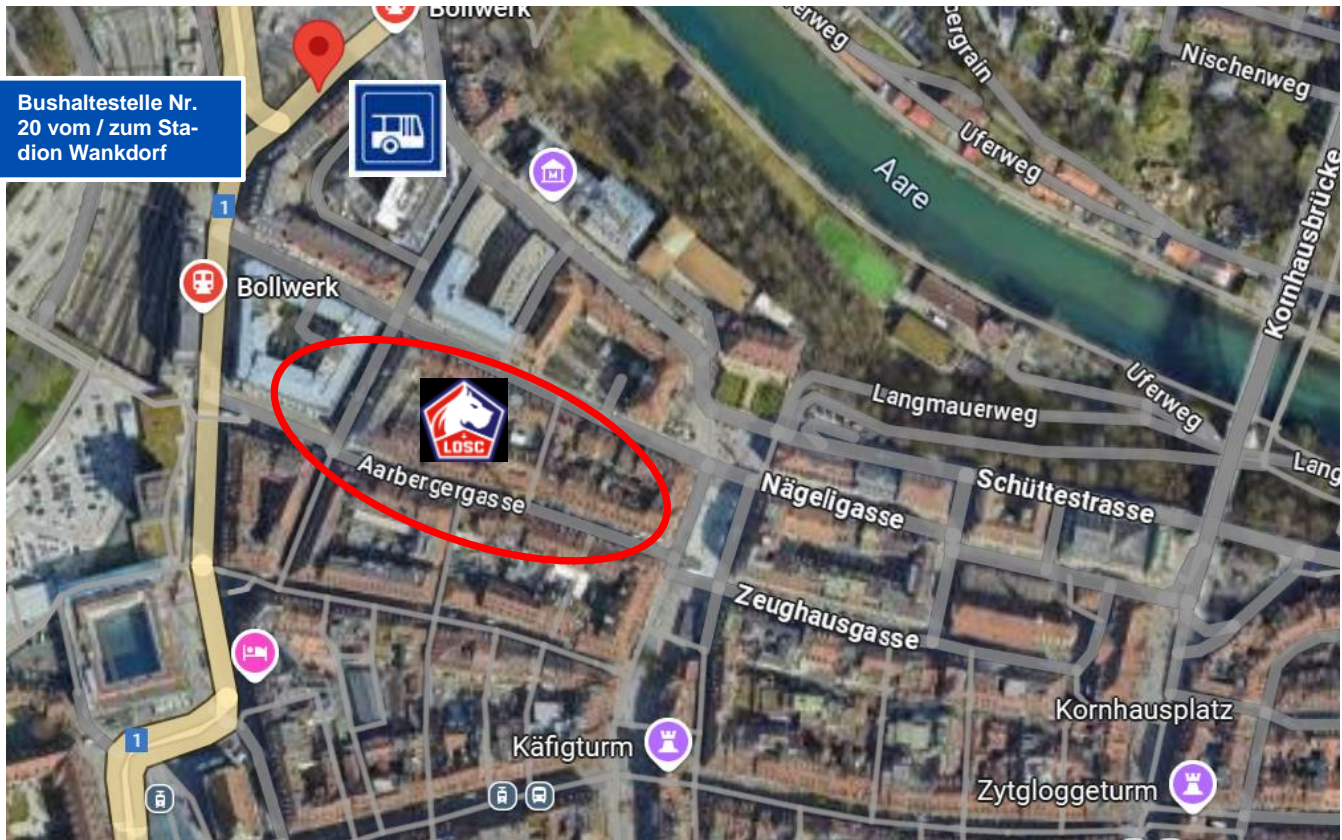 Bollwerk
Bushaltestelle Nr.
20 vom / zum Sta-
dion Wankdorf
Nischenweg
Uferweg
Aare
Kornhausbrücke
1
Bollwerk
M
LOSC
Aarbergergasse
Langmauerweg
Uferweg
Lang
Nägeligasse
Schüttestrasse
Zeughausgasse
Kornhausplatz
Käfigturm
Zytgloggeturm
1